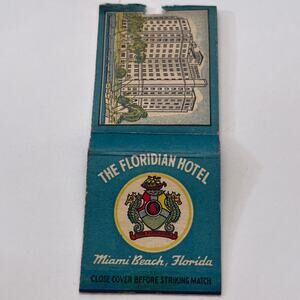 THE FLORIDIAN HOTEL
Miami Beach, Florida
CLOSE COVER BEFORE STRIKING MATCH